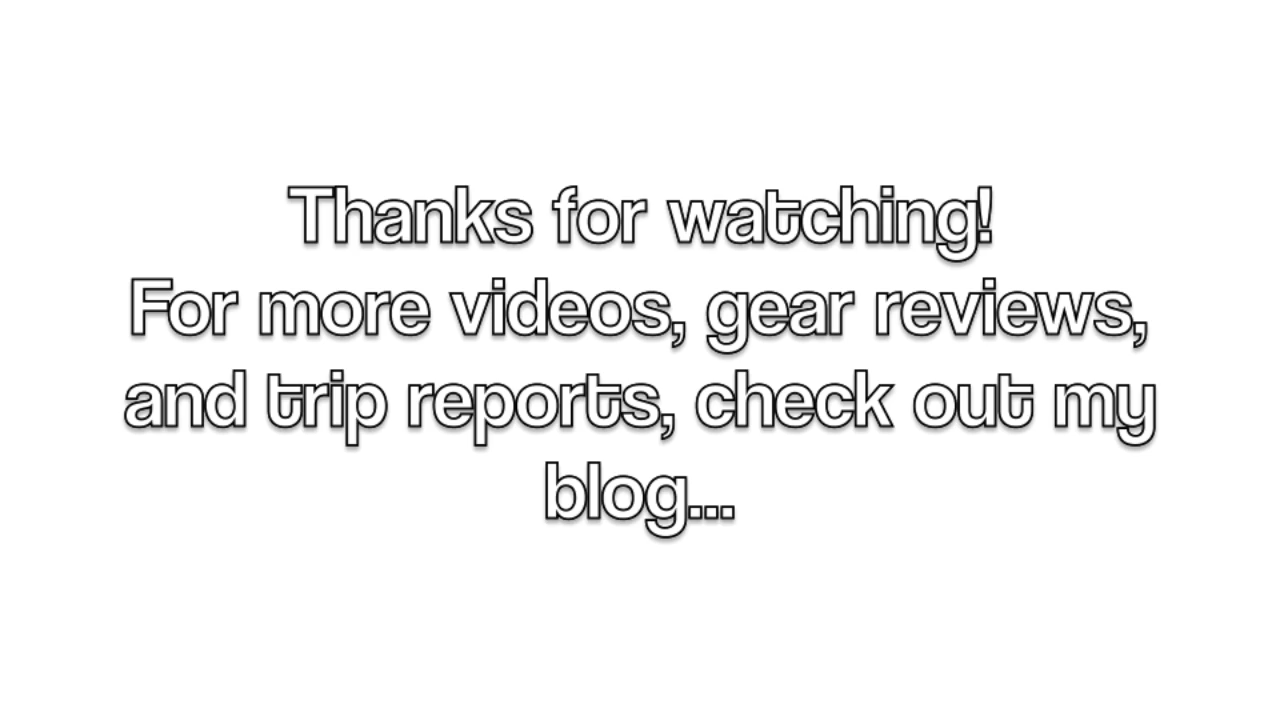 Thanks for watching!
For more videos, gear reviews,
and trip reports, check out my
blog...